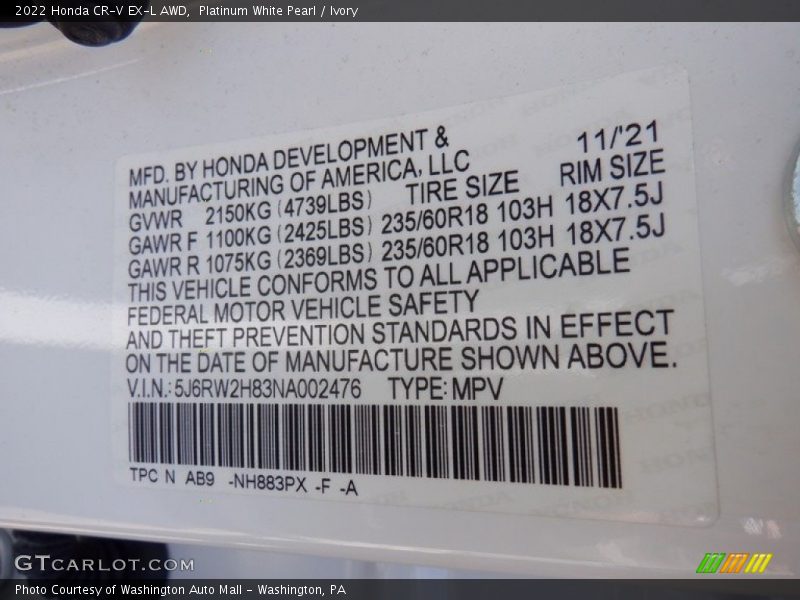 2022 Honda CR-V EX-L AWD, Platinum White Pearl / Ivory
MFD. BY HONDA DEVELOPMENT & 11/'21
MANUFACTURING OF AMERICA, LLC RIM SIZE
GVWR 2150KG (4739LBS) TIRE SIZE
GAWR F 1100KG (2425LBS) 235/60R18 103H 18X7.5J
GAWR R 1075KG (2369LBS) 235/60R18 103H 18X7.5J
THIS VEHICLE CONFORMS TO ALL APPLICABLE
FEDERAL MOTOR VEHICLE SAFETY
AND THEFT PREVENTION STANDARDS IN EFFECT
ON THE DATE OF MANUFACTURE SHOWN ABOVE.
V.I.N.: 5J6RW2H83NA002476 TYPE: MPV
TPC N AB9 -NH883PX -F -A
GTCARLOT.COM
Photo Courtesy of Washington Auto Mall - Washington, PA